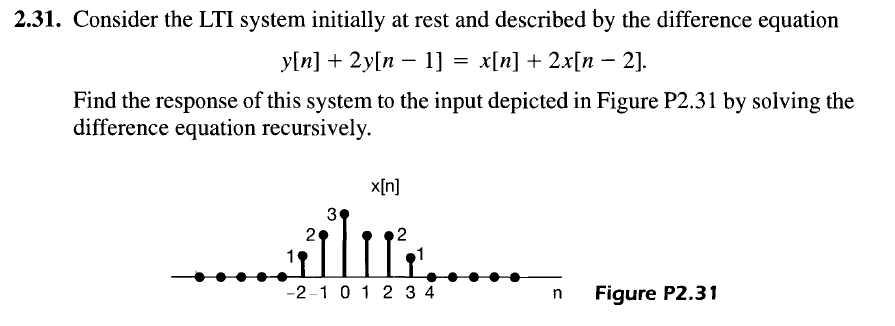 2.31. Consider the LTI system initially at rest and described by the difference equation
y[n] + 2y[n − 1] = x[n] + 2x[n − 2].
Find the response of this system to the input depicted in Figure P2.31 by solving the
difference equation recursively.
x[n]
3
2 2
1 1
-2 -1 0 1 2 3 4 n Figure P2.31